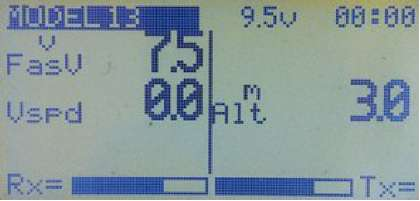 MODEL13 9.5v 00:00
v
FasV 7.5
m
Vspd 0.0 Alt 3.0
Rx= Tx=